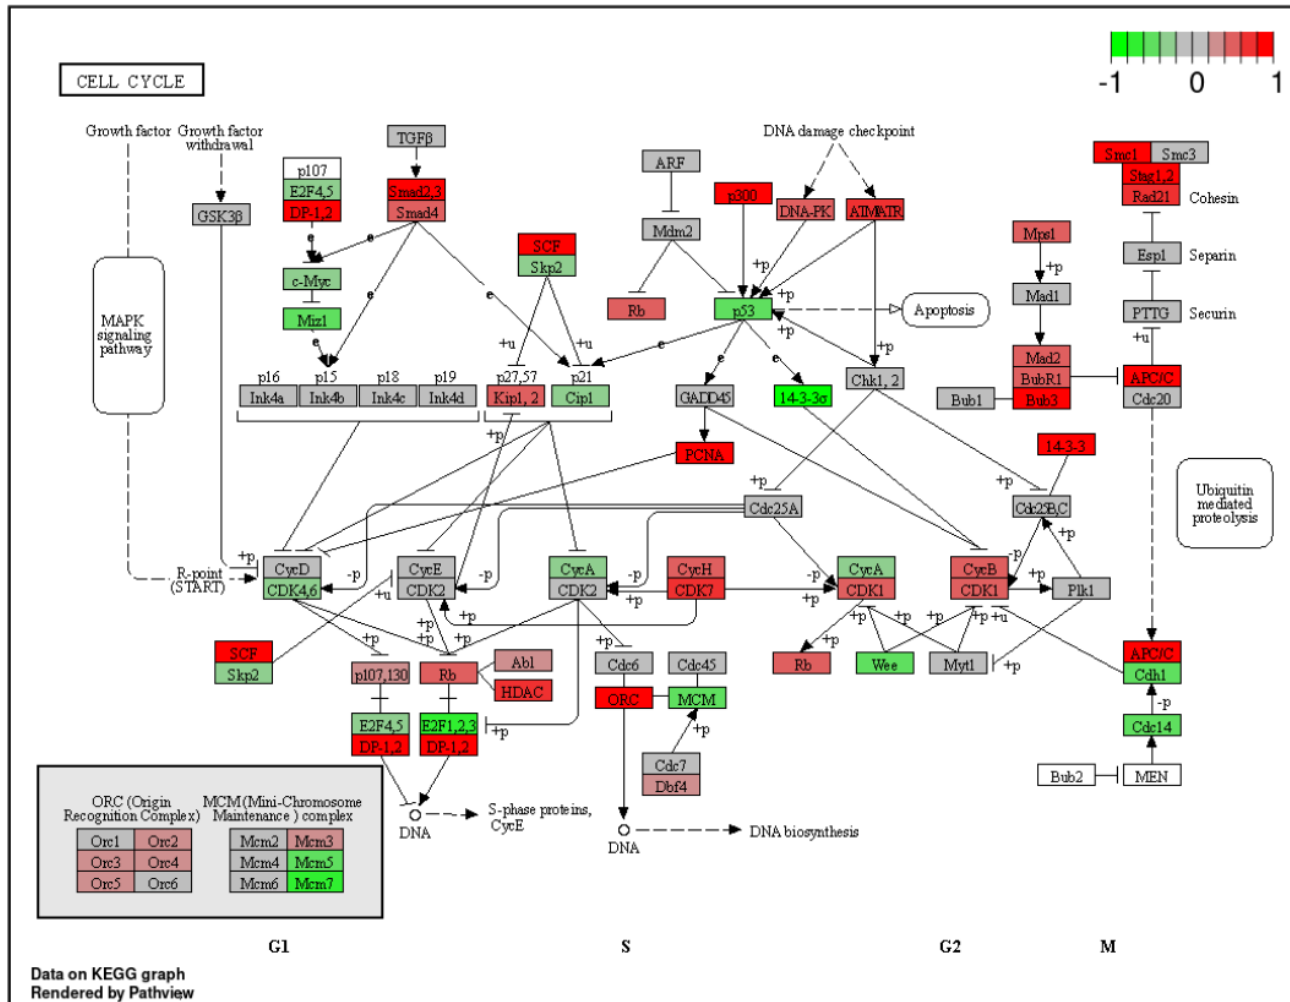 CELL CYCLE
-1 0 1
Growth factor
Growth factor
withdrawal
TGFβ
DNA damage checkpoint
p107
E2F4,5
DP-1,2
Smad2,3
Smad4
ARF
p300
DNA-PK
ATM/ATR
Smc1
Smc3
Stag1,2
Rad21
Cohesin
GSK3β
Mdm2
Mps1
e
e
+p
+p
SCF
Skp2
Esp1
Separin
c-Myc
e
e
+p
+p
Mad1
MAPK
signaling
pathway
Miz1
Rb
p53
Apoptosis
PTTG
Securin
e
+u
+u
e
+p
+p
+u
p16
p15
p18
p19
p27,57
p21
e
e
Mad2
BubR1
Bub3
APC/C
Cdc20
Ink4a
Ink4b
Ink4c
Ink4d
Kip1, 2
Cip1
GADD45
14-3-3σ
Chk1, 2
Bub1
+p
PCNA
14-3-3
+p
+p
Cdc25A
Cdc25B,C
Ubiquitin
mediated
proteolysis
R-point
(START)
+p
CycD
CDK4,6
-p
CycE
CDK2
-p
CycA
CDK2
-p
+p
CycH
CDK7
+p
-p
CycA
CDK1
CycB
CDK1
-p
+p
Plk1
+u
+p
+p
+p
+p
+p
+p
+p
+p
+u
SCF
Skp2
p107,130
Rb
Abl
HDAC
Cdc6
Cdc45
Rb
Wee
Myt1
+p
APC/C
Cdh1
ORC
MCM
-p
E2F4,5
DP-1,2
E2F1,2,3
DP-1,2
+p
+p
Cdc14
Cdc7
Dbf4
Bub2
MEN
DNA
S-phase proteins,
CycE
DNA
DNA biosynthesis
ORC (Origin
Recognition Complex)
MCM (Mini-Chromosome
Maintenance ) complex
Orc1
Orc2
Mcm2
Mcm3
Orc3
Orc4
Mcm4
Mcm5
Orc5
Orc6
Mcm6
Mcm7
G1
S
G2
M
Data on KEGG graph
Rendered by Pathview